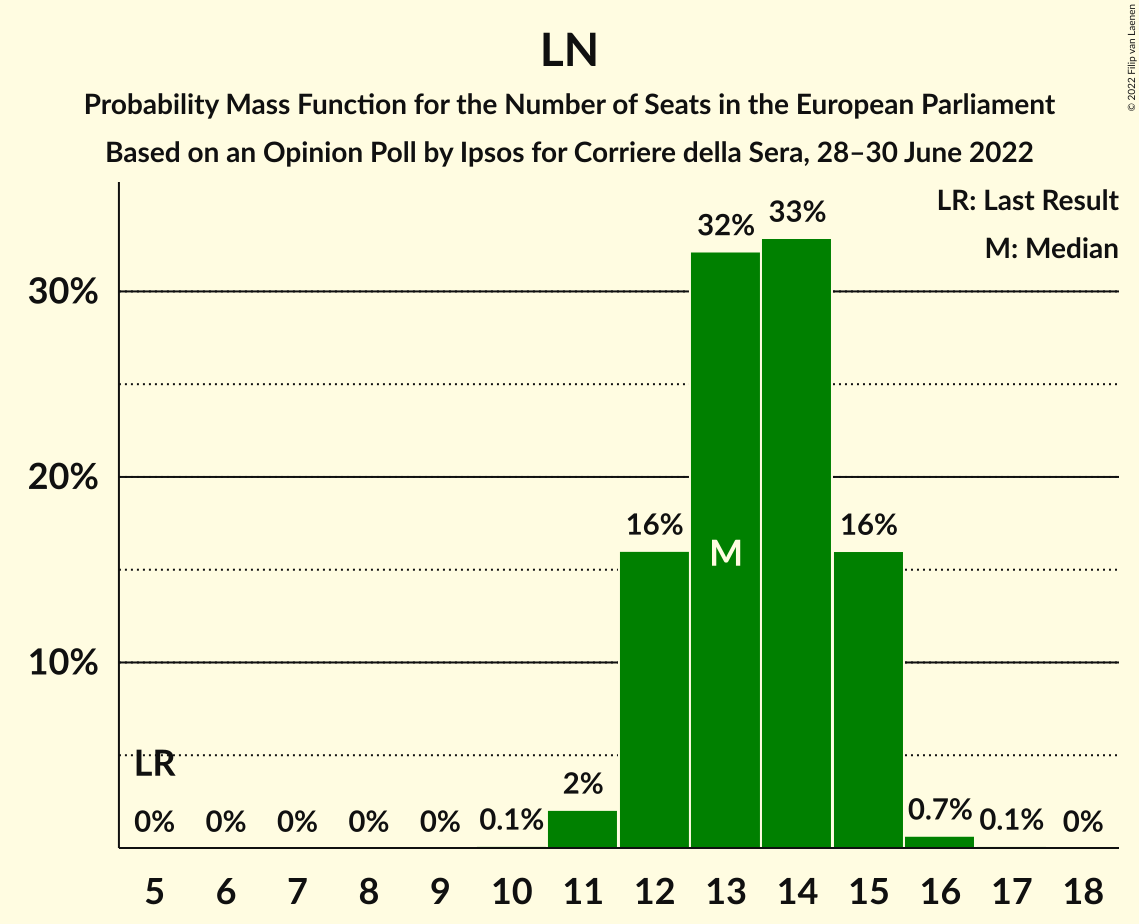 LN
Probability Mass Function for the Number of Seats in the European Parliament
Based on an Opinion Poll by Ipsos for Corriere della Sera, 28–30 June 2022
© 2022 Filip van Laenen
LR: Last Result
M: Median
30%
20%
10%
32%
33%
16%
M
16%
LR
0%
0%
0%
0%
0%
0.1%
2%
0.7%
0.1%
0%
5 6 7 8 9 10 11 12 13 14 15 16 17 18